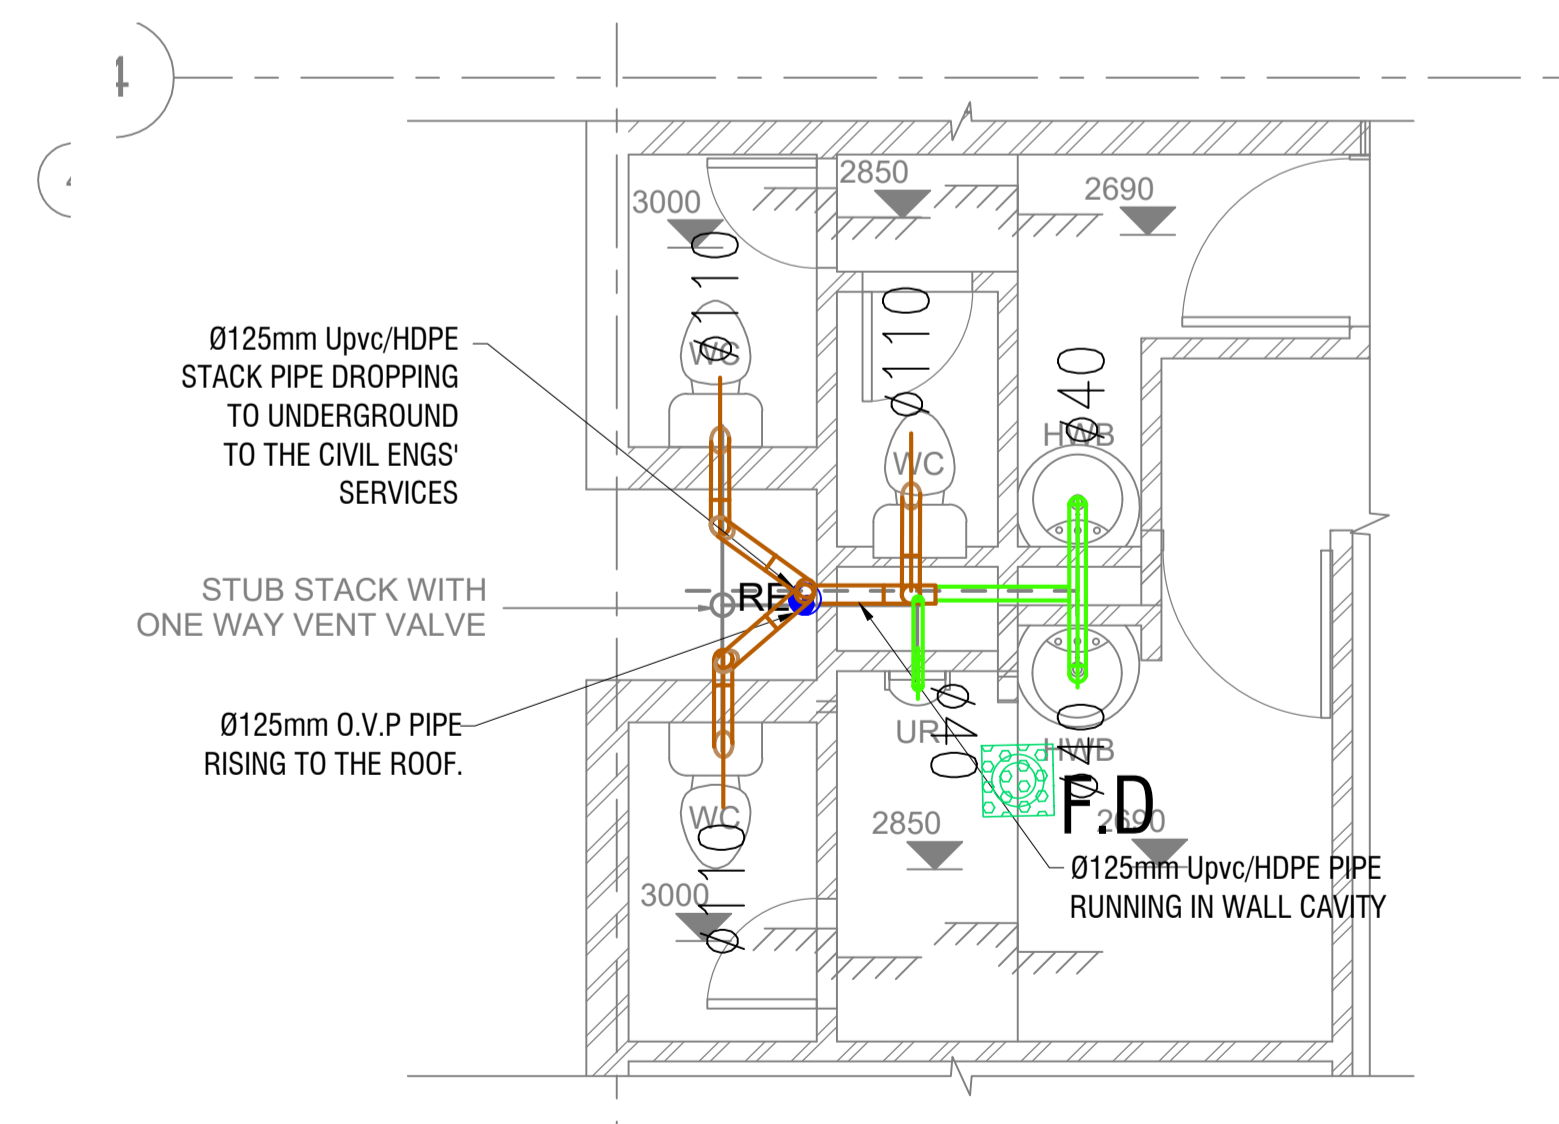 4
3000
2850
2690
Ø110
WC
Ø110
WC
Ø40
HWB
Ø125mm Upvc/HDPE
STACK PIPE DROPPING
TO UNDERGROUND
TO THE CIVIL ENGS'
SERVICES
STUB STACK WITH
ONE WAY VENT VALVE
RE
Ø125mm O.V.P PIPE
RISING TO THE ROOF.
UR
Ø40
HWB
Ø40
F.D
WC
Ø110
3000
2850
2690
Ø125mm Upvc/HDPE PIPE
RUNNING IN WALL CAVITY